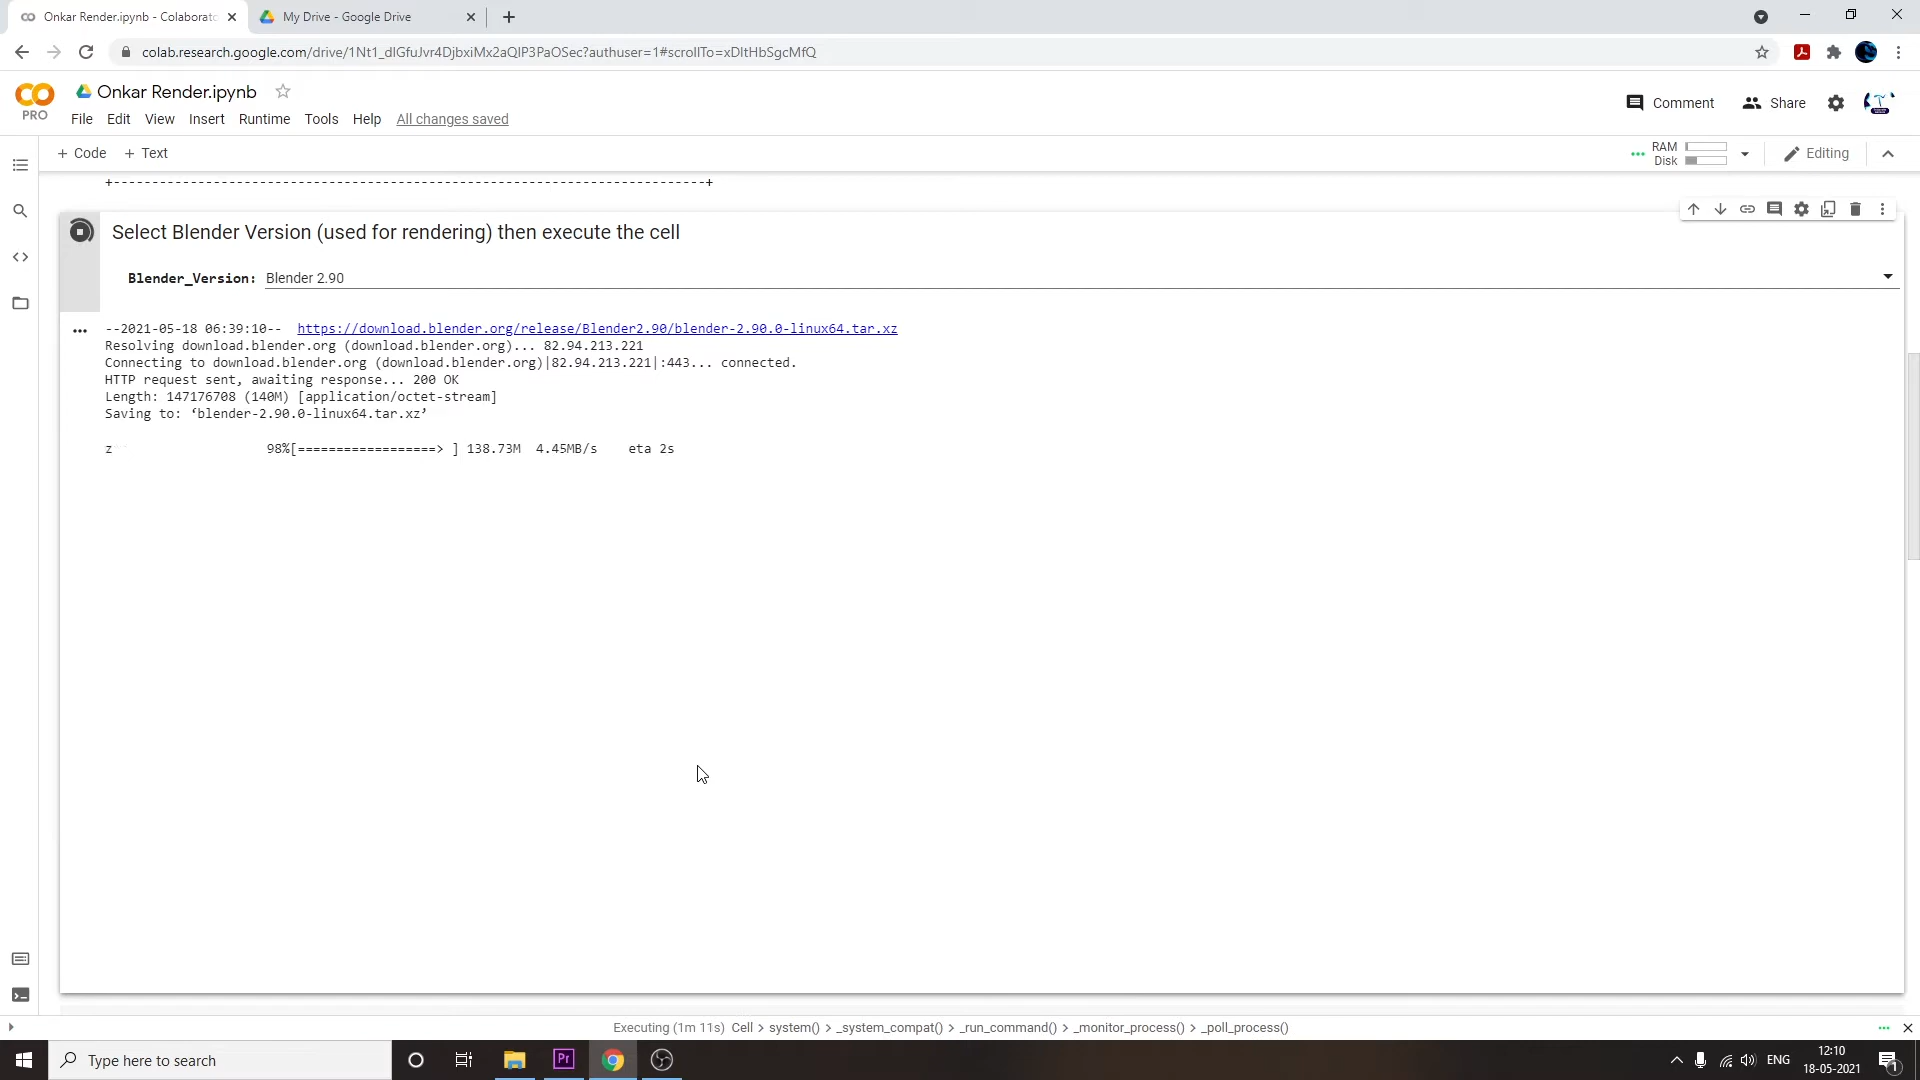 Onkar Render.ipynb - Colaborato
My Drive - Google Drive
colab.research.google.com/drive/1Nt1_dlGfuJvr4DjbxiMx2aQIP3PaOSec?authuser=1#scrollTo=xDltHbSgcMfQ
PRO
Onkar Render.ipynb
File Edit View Insert Runtime Tools Help All changes saved
Comment Share
+ Code + Text
RAM
Disk
Editing
+-----------------------------------------------------------------------------+
Select Blender Version (used for rendering) then execute the cell
Blender_Version: Blender 2.90
--2021-05-18 06:39:10-- https://download.blender.org/release/Blender2.90/blender-2.90.0-linux64.tar.xz
Resolving download.blender.org (download.blender.org)... 82.94.213.221
Connecting to download.blender.org (download.blender.org)|82.94.213.221|:443... connected.
HTTP request sent, awaiting response... 200 OK
Length: 147176708 (140M) [application/octet-stream]
Saving to: ‘blender-2.90.0-linux64.tar.xz’
z 98%[==================> ] 138.73M 4.45MB/s eta 2s
Executing (1m 11s) Cell > system() > _system_compat() > _run_command() > _monitor_process() > _poll_process()
Type here to search
Pr
ENG
12:10
18-05-2021
1